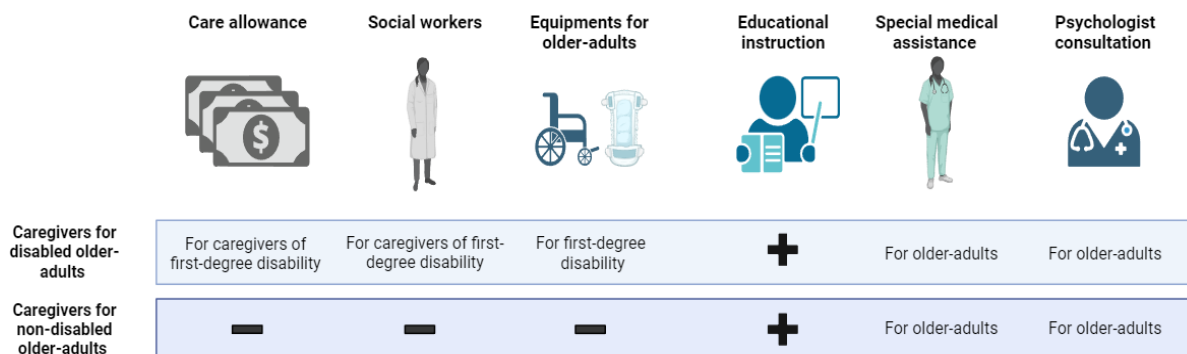 Care allowance
Social workers
Equipments for
older-adults
Educational
instruction
Special medical
assistance
Psychologist
consultation
$
Caregivers for
disabled older-
adults
For caregivers of
first-degree disability
For caregivers of first-
degree disability
For first-degree
disability
+
For older-adults
For older-adults
Caregivers for
non-disabled
older-adults
-
-
-
+
For older-adults
For older-adults